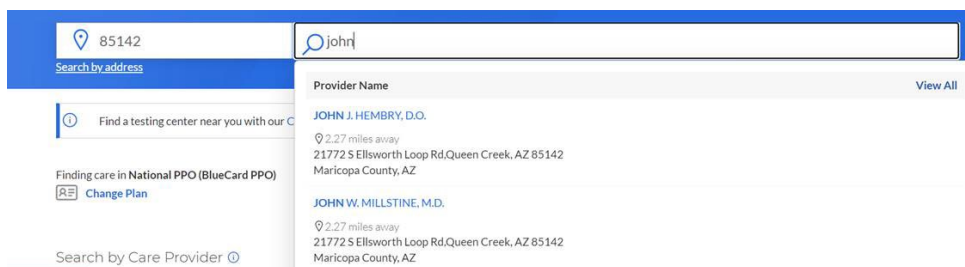 85142
john
Search by address
Provider Name
View All
JOHN J. HEMBRY, D.O.
2.27 miles away
21772 S Ellsworth Loop Rd,Queen Creek, AZ 85142
Maricopa County, AZ
Find a testing center near you with our C
Finding care in National PPO (BlueCard PPO)
Change Plan
JOHN W. MILLSTINE, M.D.
2.27 miles away
21772 S Ellsworth Loop Rd,Queen Creek, AZ 85142
Maricopa County, AZ
Search by Care Provider